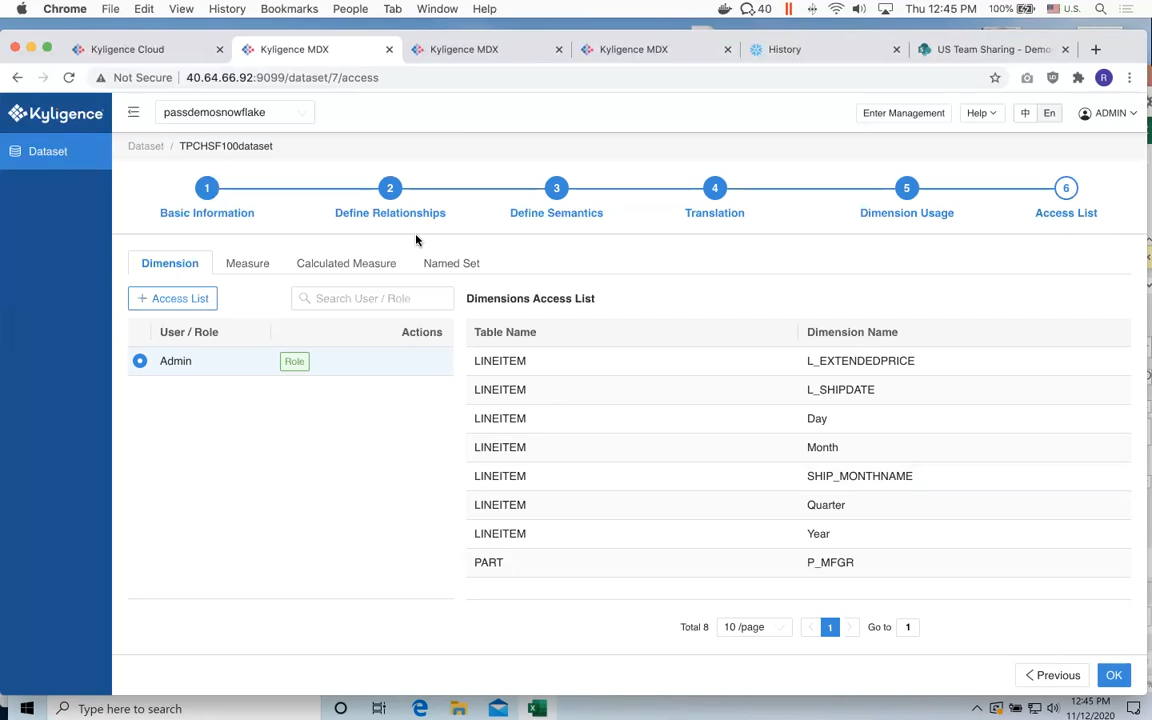 Chrome File Edit View History Bookmarks People Tab Window Help 40 Thu 12:45 PM 100% U.S.
Kyligence Cloud Kyligence MDX Kyligence MDX Kyligence MDX History US Team Sharing - Demo
Not Secure 40.64.66.92:9099/dataset/7/access R
Kyligence passdemosnowflake Enter Management Help 中 En ADMIN
Dataset Dataset / TPCHSF100dataset
1 2 3 4 5 6
Basic Information Define Relationships Define Semantics Translation Dimension Usage Access List
Dimension Measure Calculated Measure Named Set
+ Access List Search User / Role Dimensions Access List
User / Role Actions Table Name Dimension Name
Admin Role LINEITEM L_EXTENDEDPRICE
LINEITEM L_SHIPDATE
LINEITEM Day
LINEITEM Month
LINEITEM SHIP_MONTHNAME
LINEITEM Quarter
LINEITEM Year
PART P_MFGR
Total 8 10 /page 1 Go to 1
Previous OK
Type here to search 12:45 PM
11/12/2020